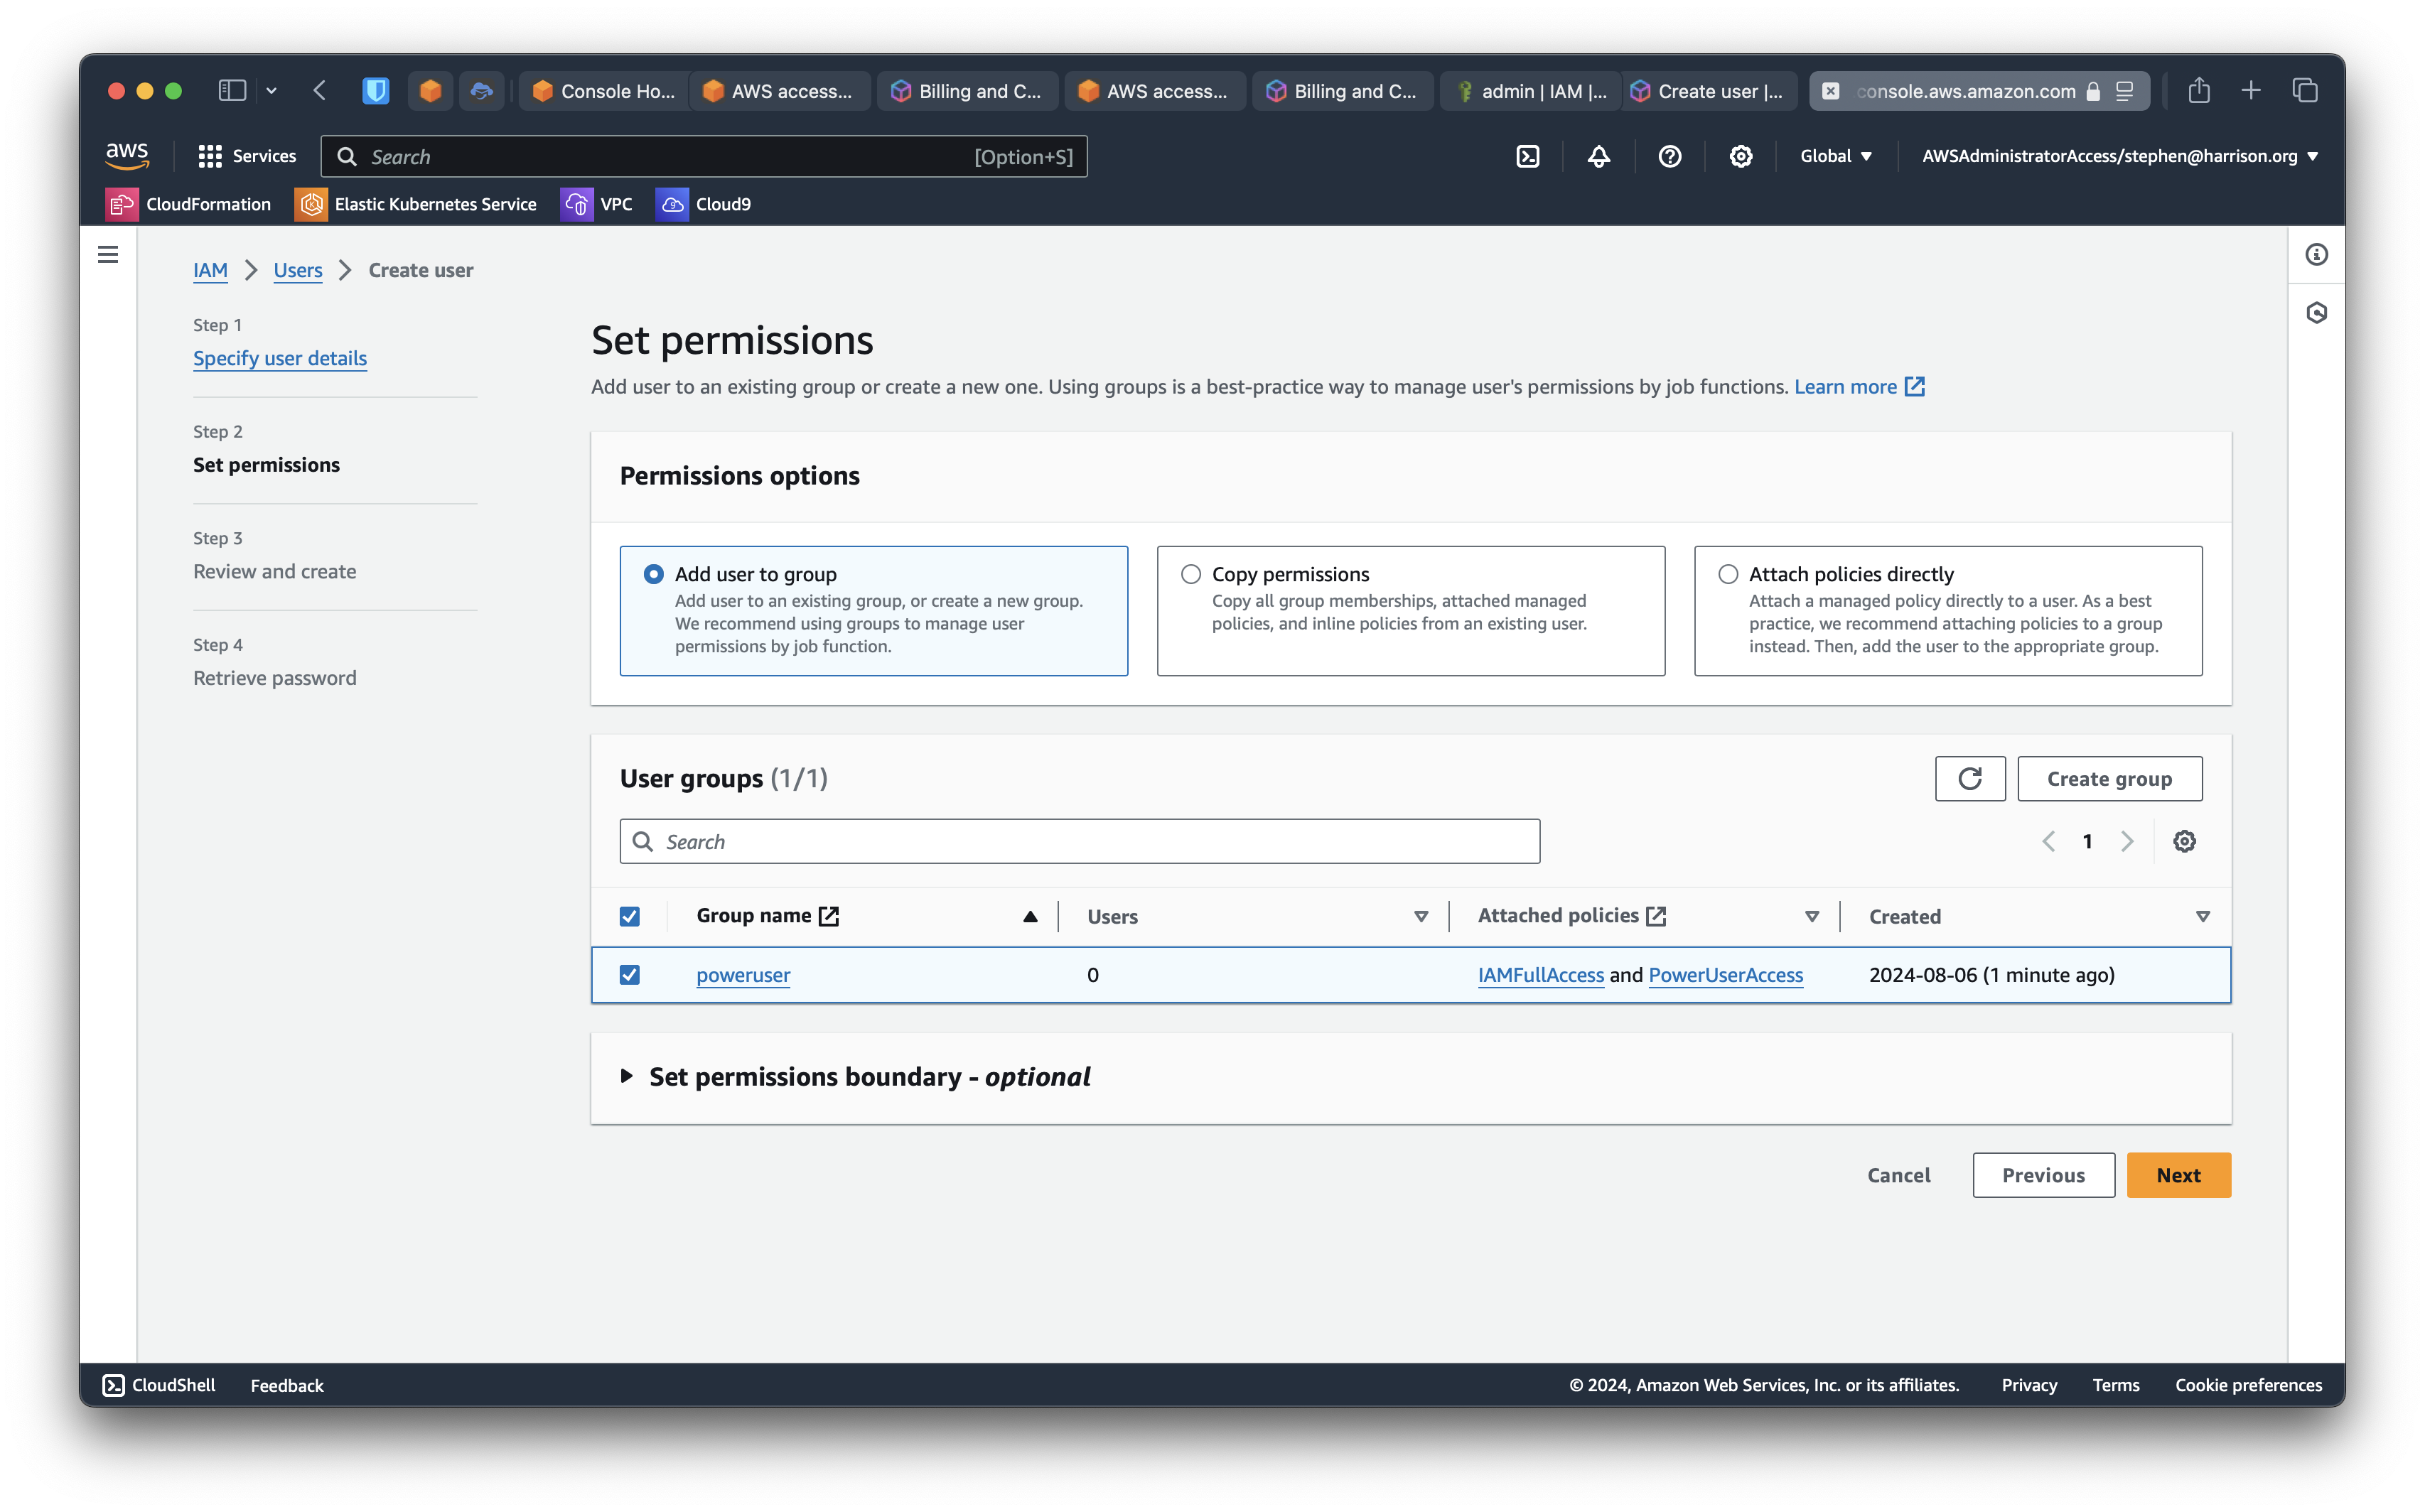 Console Ho...
AWS access...
Billing and C...
AWS access...
Billing and C...
admin | IAM |...
Create user |...
console.aws.amazon.com
aws
Services
Search
[Option+S]
Global
AWSAdministratorAccess/stephen@harrison.org
CloudFormation
Elastic Kubernetes Service
VPC
Cloud9
IAM
Users
Create user
Step 1
Specify user details
Step 2
Set permissions
Step 3
Review and create
Step 4
Retrieve password
Set permissions
Add user to an existing group or create a new one. Using groups is a best-practice way to manage user's permissions by job functions. Learn more
Permissions options
Add user to group
Add user to an existing group, or create a new group.
We recommend using groups to manage user
permissions by job function.
Copy permissions
Copy all group memberships, attached managed
policies, and inline policies from an existing user.
Attach policies directly
Attach a managed policy directly to a user. As a best
practice, we recommend attaching policies to a group
instead. Then, add the user to the appropriate group.
User groups (1/1)
Create group
Search
1
Group name
Users
Attached policies
Created
poweruser
0
IAMFullAccess and PowerUserAccess
2024-08-06 (1 minute ago)
Set permissions boundary - optional
Cancel
Previous
Next
CloudShell
Feedback
© 2024, Amazon Web Services, Inc. or its affiliates.
Privacy
Terms
Cookie preferences